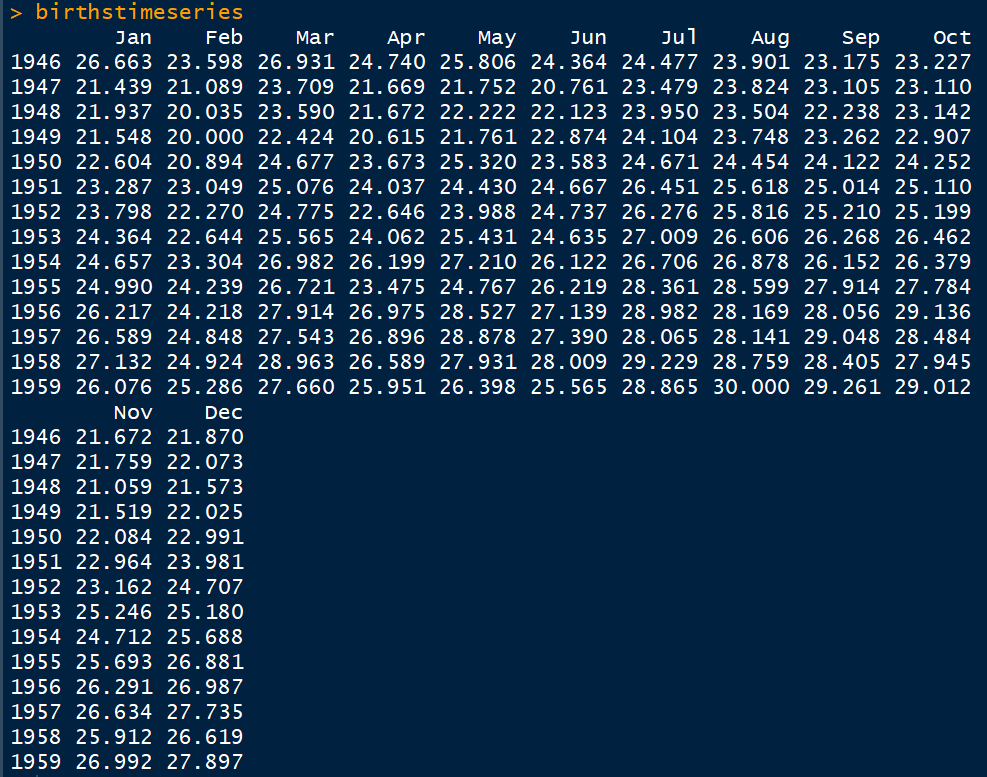 > birthstimeseries
Jan Feb Mar Apr May Jun Jul Aug Sep Oct
1946 26.663 23.598 26.931 24.740 25.806 24.364 24.477 23.901 23.175 23.227
1947 21.439 21.089 23.709 21.669 21.752 20.761 23.479 23.824 23.105 23.110
1948 21.937 20.035 23.590 21.672 22.222 22.123 23.950 23.504 22.238 23.142
1949 21.548 20.000 22.424 20.615 21.761 22.874 24.104 23.748 23.262 22.907
1950 22.604 20.894 24.677 23.673 25.320 23.583 24.671 24.454 24.122 24.252
1951 23.287 23.049 25.076 24.037 24.430 24.667 26.451 25.618 25.014 25.110
1952 23.798 22.270 24.775 22.646 23.988 24.737 26.276 25.816 25.210 25.199
1953 24.364 22.644 25.565 24.062 25.431 24.635 27.009 26.606 26.268 26.462
1954 24.657 23.304 26.982 26.199 27.210 26.122 26.706 26.878 26.152 26.379
1955 24.990 24.239 26.721 23.475 24.767 26.219 28.361 28.599 27.914 27.784
1956 26.217 24.218 27.914 26.975 28.527 27.139 28.982 28.169 28.056 29.136
1957 26.589 24.848 27.543 26.896 28.878 27.390 28.065 28.141 29.048 28.484
1958 27.132 24.924 28.963 26.589 27.931 28.009 29.229 28.759 28.405 27.945
1959 26.076 25.286 27.660 25.951 26.398 25.565 28.865 30.000 29.261 29.012
Nov Dec
1946 21.672 21.870
1947 21.759 22.073
1948 21.059 21.573
1949 21.519 22.025
1950 22.084 22.991
1951 22.964 23.981
1952 23.162 24.707
1953 25.246 25.180
1954 24.712 25.688
1955 25.693 26.881
1956 26.291 26.987
1957 26.634 27.735
1958 25.912 26.619
1959 26.992 27.897